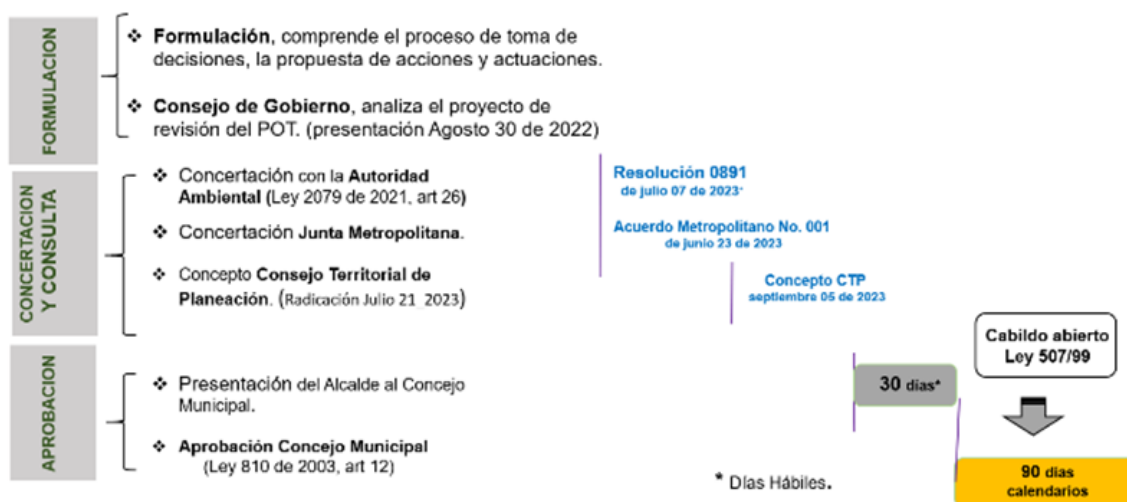 FORMULACION
❖ Formulación, comprende el proceso de toma de
decisiones, la propuesta de acciones y actuaciones.
❖ Consejo de Gobierno, analiza el proyecto de
revisión del POT. (presentación Agosto 30 de 2022)
CONCERTACION
Y CONSULTA
❖ Concertación con la Autoridad
Ambiental (Ley 2079 de 2021, art 26)
❖ Concertación Junta Metropolitana.
❖ Concepto Consejo Territorial de
Planeación. (Radicación Julio 21_2023)
Resolución 0891
de julio 07 de 2023
Acuerdo Metropolitano No. 001
de junio 23 de 2023
Concepto CTP
septiembre 05 de 2023
Cabildo abierto
Ley 507/99
APROBACION
❖ Presentación del Alcalde al Concejo
Municipal.
❖ Aprobación Concejo Municipal
(Ley 810 de 2003, art 12)
30 días*
90 días
calendarios
* Días Hábiles.